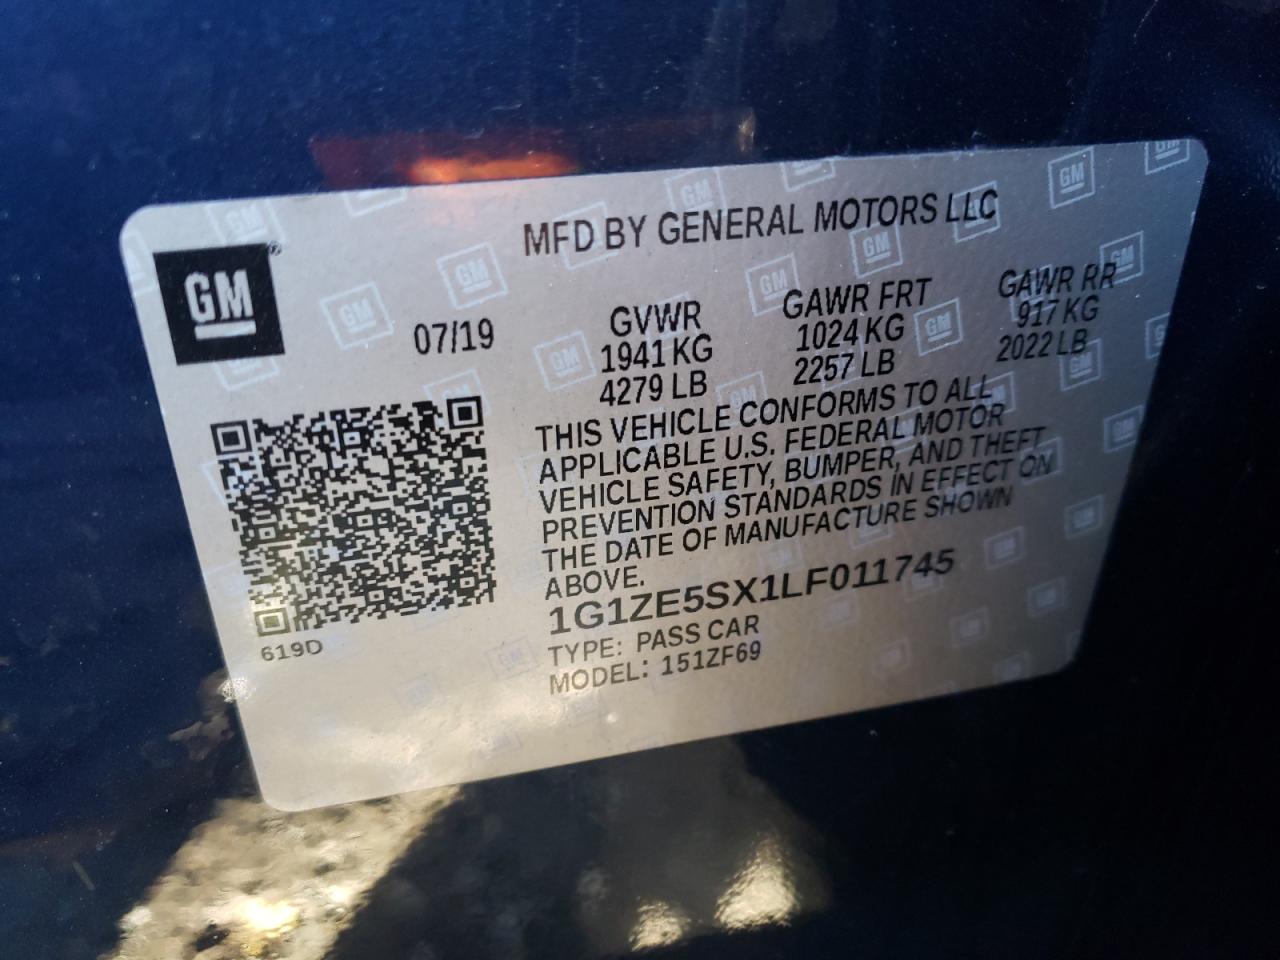 MFD BY GENERAL MOTORS LLC
GM®
07/19
GVWR
1941 KG
4279 LB
GAWR FRT
1024 KG
2257 LB
GAWR RR
917 KG
2022 LB
THIS VEHICLE CONFORMS TO ALL
APPLICABLE U.S. FEDERAL MOTOR
VEHICLE SAFETY, BUMPER, AND THEFT
PREVENTION STANDARDS IN EFFECT ON
THE DATE OF MANUFACTURE SHOWN
ABOVE.
1G1ZE5SX1LF011745
TYPE: PASS CAR
MODEL: 151ZF69
619D